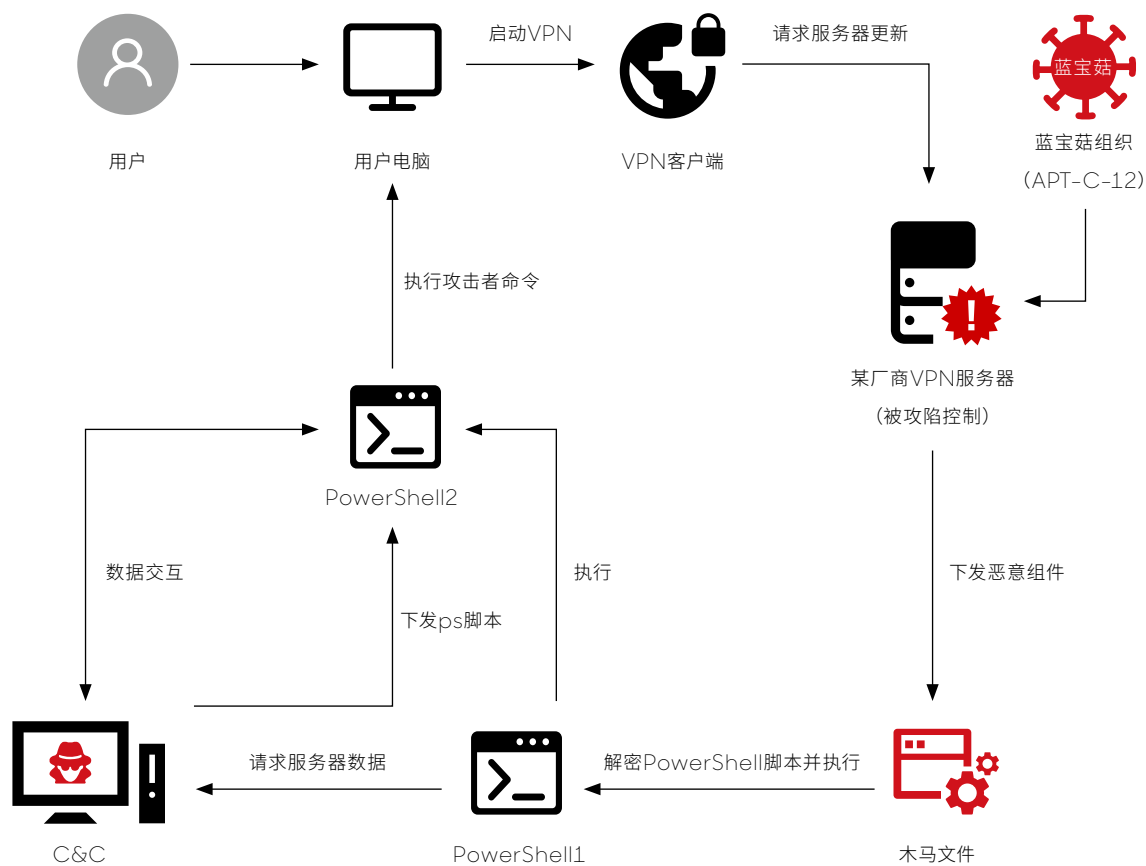 启动VPN
请求服务器更新
蓝宝菇
用户
用户电脑
VPN客户端
蓝宝菇组织
(APT-C-12)
执行攻击者命令
某厂商VPN服务器
(被攻陷控制)
PowerShell2
数据交互
执行
下发恶意组件
下发ps脚本
请求服务器数据
解密PowerShell脚本并执行
C&C
PowerShell1
木马文件